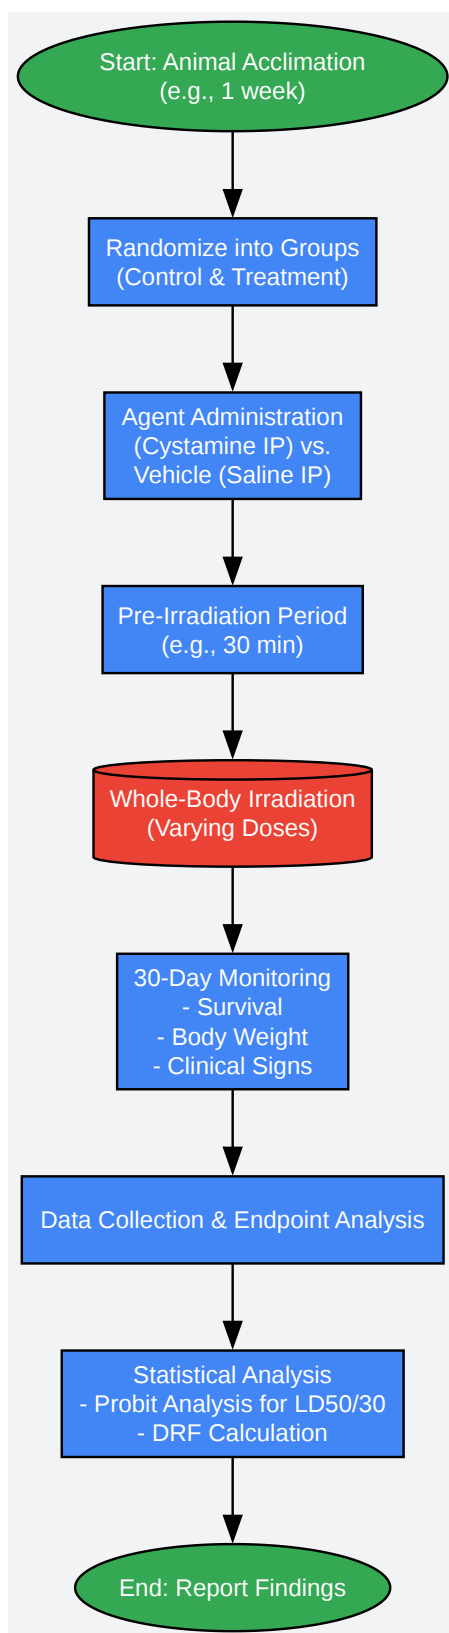 Start: Animal Acclimation
(e.g., 1 week)
Randomize into Groups
(Control & Treatment)
Agent Administration
(Cystamine IP) vs.
Vehicle (Saline IP)
Pre-Irradiation Period
(e.g., 30 min)
Whole-Body Irradiation
(Varying Doses)
30-Day Monitoring
- Survival
- Body Weight
- Clinical Signs
Data Collection & Endpoint Analysis
Statistical Analysis
- Probit Analysis for LD50/30
- DRF Calculation
End: Report Findings